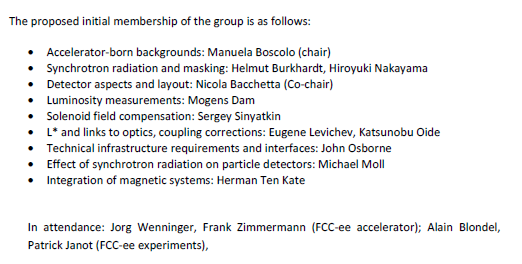 The proposed initial membership of the group is as follows:
• Accelerator-born backgrounds: Manuela Boscolo (chair)
• Synchrotron radiation and masking: Helmut Burkhardt, Hiroyuki Nakayama
• Detector aspects and layout: Nicola Bacchetta (Co-chair)
• Luminosity measurements: Mogens Dam
• Solenoid field compensation: Sergey Sinyatkin
• L* and links to optics, coupling corrections: Eugene Levichev, Katsunobu Oide
• Technical infrastructure requirements and interfaces: John Osborne
• Effect of synchrotron radiation on particle detectors: Michael Moll
• Integration of magnetic systems: Herman Ten Kate
In attendance: Jorg Wenninger, Frank Zimmermann (FCC-ee accelerator); Alain Blondel,
Patrick Janot (FCC-ee experiments),